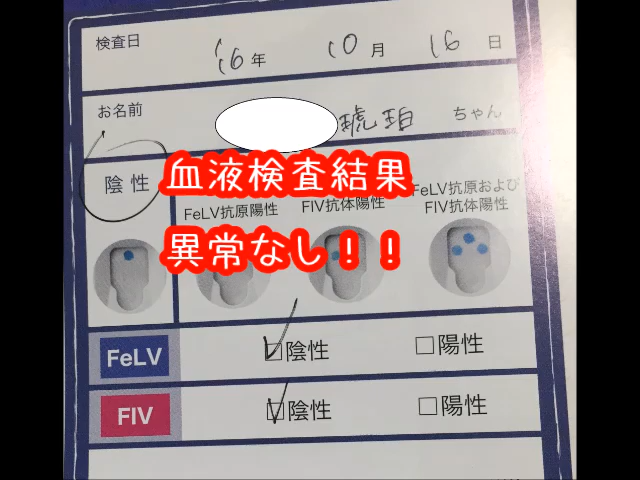 検査日 '16年 10月 16日
お名前 琥珀 ちゃん
血液検査結果
異常なし！！
陰性
FeLV抗原陽性
FIV抗体陽性
FeLV抗原および
FIV抗体陽性
FeLV ☑陰性 □陽性
FIV ☑陰性 □陽性